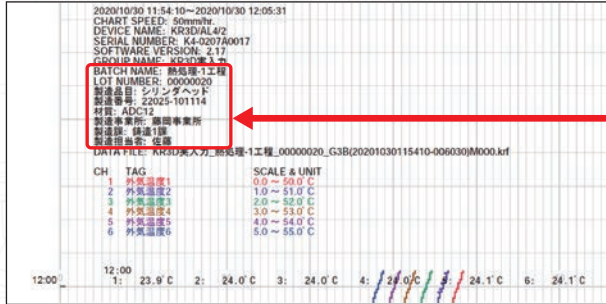 2020/10/30 11:54:10~2020/10/30 12:05:31
CHART SPEED: 50mm/hr.
DEVICE NAME: KR3D/AL4/2
SERIAL NUMBER: K4-0207A0017
SOFTWARE VERSION: 2.17
GROUP NAME: KR3D実入力
BATCH NAME:熱処理-1工程
LOT NUMBER: 00000020
製造品目: シリンダヘッド
製造番号: 22025-101114
材質: ADC12
製造事業所: 藤岡事業所
製造課: 鋳造1課
製造担当者: 佐藤
DATA FILE: KR3D実入力_熱処理-1工程_00000020_G3B(20201030115410-006030)M000.krf
CH TAG SCALE & UNIT
1 外気温度1 0.0 ~ 50.0°C
2 外気温度2 1.0 ~ 51.0°C
3 外気温度3 2.0 ~ 52.0°C
4 外気温度4 3.0 ~ 53.0°C
5 外気温度5 4.0 ~ 54.0°C
6 外気温度6 5.0 ~ 55.0°C
12:00
12:00 1: 23.9°C 2: 24.0°C 3: 24.0°C 4: 24.0°C 5: 24.1°C 6: 24.1°C